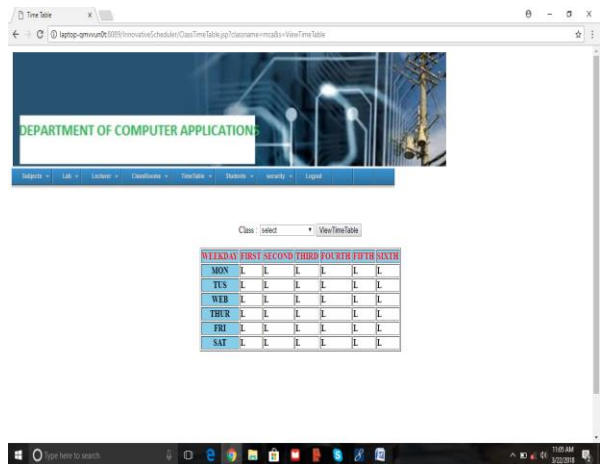 Time Table
laptop-qmvvun0t:8089/InnovativeScheduler/ClassTimeTable.jsp?classname=mca&s=ViewTimeTable
DEPARTMENT OF COMPUTER APPLICATIONS
Subjects Lab Lecturer ClassRooms TimeTable Students security Logout
Class : select ViewTimeTable
WEEKDAY FIRST SECOND THIRD FOURTH FIFTH SIXTH
MON L L L L L L
TUS L L L L L L
WEB L L L L L L
THUR L L L L L L
FRI L L L L L L
SAT L L L L L L
Type here to search
11:05 AM
3/22/2018